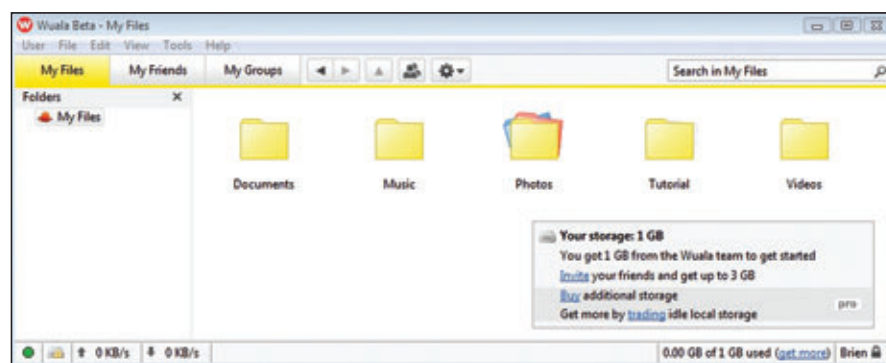 Wuala Beta - My Files
User File Edit View Tools Help
My Files My Friends My Groups Search in My Files
Folders
My Files
Documents Music Photos Tutorial Videos
Your storage: 1 GB
You got 1 GB from the Wuala team to get started
Invite your friends and get up to 3 GB
Buy additional storage
pro
Get more by trading idle local storage
0 KB/s 0 KB/s 0.00 GB of 1 GB used (get more) Brien